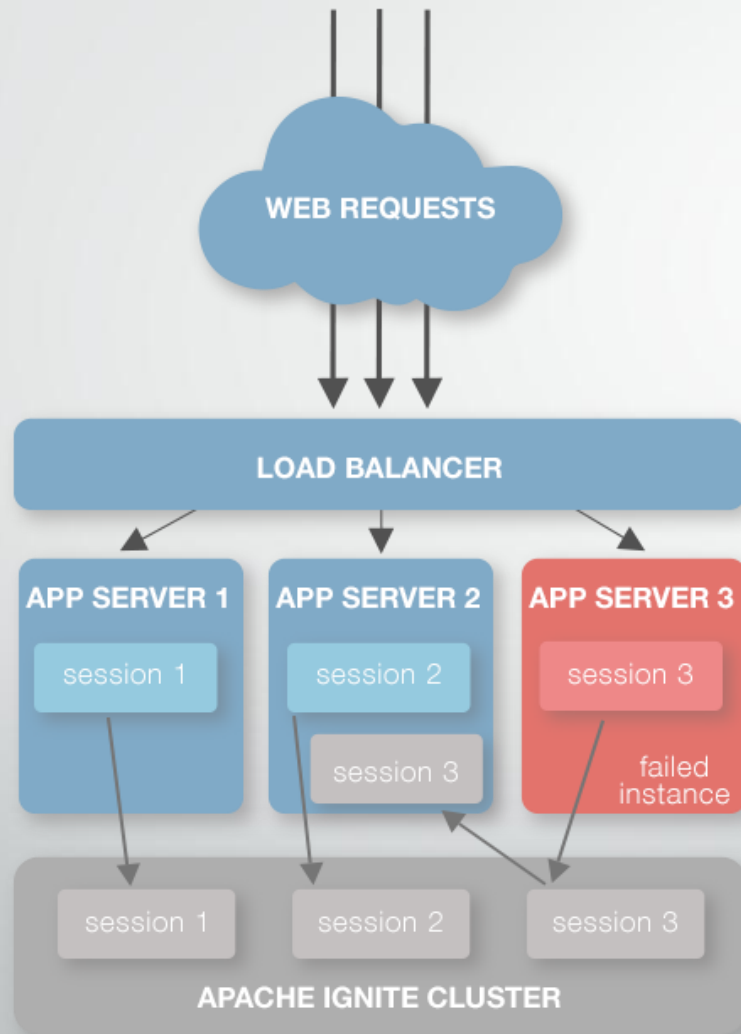 WEB REQUESTS
LOAD BALANCER
APP SERVER 1
session 1
APP SERVER 2
session 2
session 3
APP SERVER 3
session 3
failed
instance
session 1
session 2
session 3
APACHE IGNITE CLUSTER